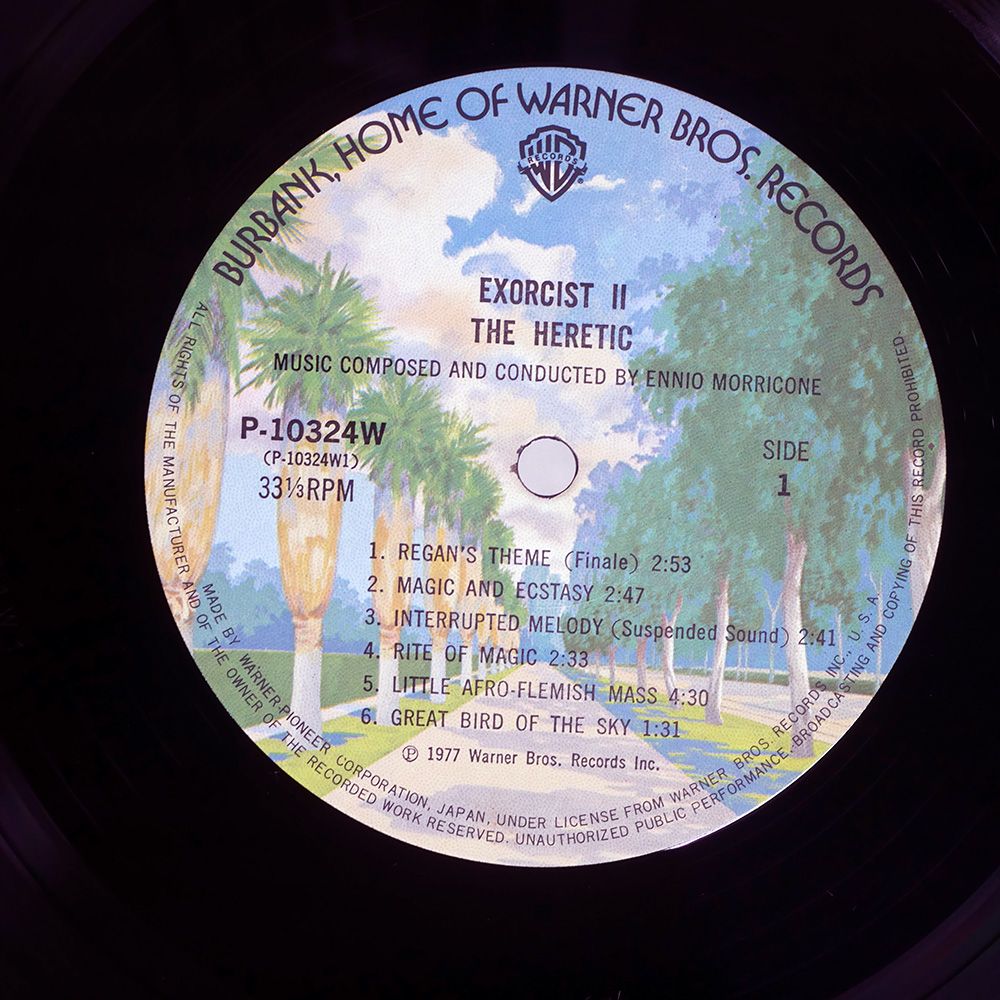 BURBANK, HOME OF WARNER BROS. RECORDS
WB
RECORDS
®
EXORCIST II
THE HERETIC
MUSIC COMPOSED AND CONDUCTED BY ENNIO MORRICONE
P-10324W
(P-10324W1)
33⅓RPM
SIDE
1
1. REGAN'S THEME (Finale) 2:53
2. MAGIC AND ECSTASY 2:47
3. INTERRUPTED MELODY (Suspended Sound) 2:41
4. RITE OF MAGIC 2:33
5. LITTLE AFRO-FLEMISH MASS 4:30
6. GREAT BIRD OF THE SKY 1:31
℗ 1977 Warner Bros. Records Inc.
MADE BY WARNER-PIONEER CORPORATION, JAPAN, UNDER LICENSE FROM WARNER BROS. RECORDS INC., U.S.A.
ALL RIGHTS OF THE MANUFACTURER AND OF THE OWNER OF THE RECORDED WORK RESERVED. UNAUTHORIZED PUBLIC PERFORMANCE. BROADCASTING AND COPYING OF THIS RECORD PROHIBITED.